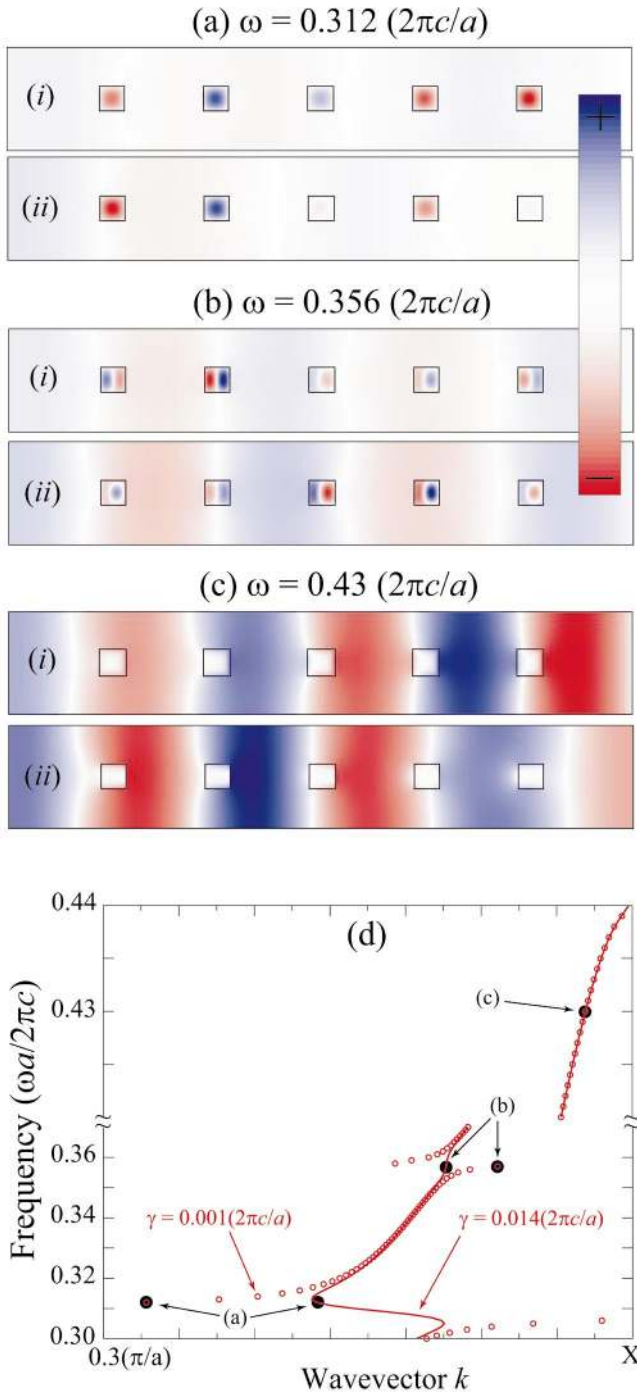 (a) ω = 0.312 (2πc/a)
(i)
+
(ii)
(b) ω = 0.356 (2πc/a)
(i)
(ii)
−
(c) ω = 0.43 (2πc/a)
(i)
(ii)
(d)
0.44
0.43
0.36
0.34
0.32
0.30
Frequency (ωa/2πc)
(c)
(b)
γ = 0.001(2πc/a)
γ = 0.014(2πc/a)
(a)
0.3(π/a)
X
Wavevector k